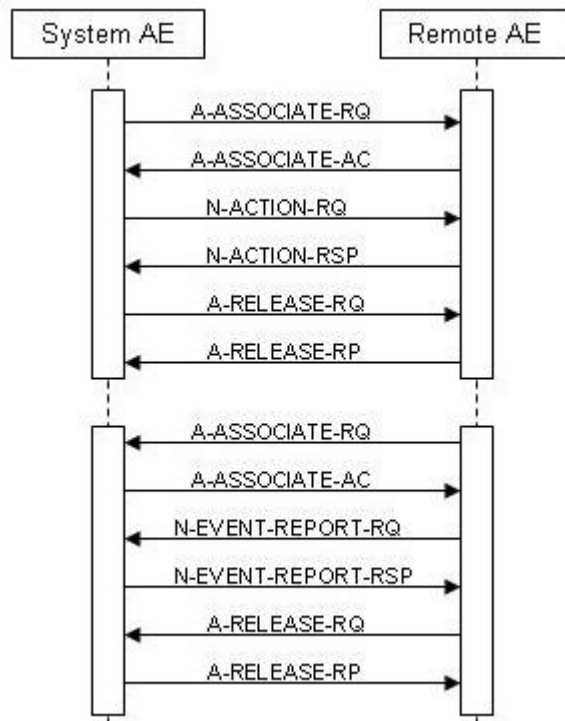 System AE
Remote AE
A-ASSOCIATE-RQ
A-ASSOCIATE-AC
N-ACTION-RQ
N-ACTION-RSP
A-RELEASE-RQ
A-RELEASE-RP
A-ASSOCIATE-RQ
A-ASSOCIATE-AC
N-EVENT-REPORT-RQ
N-EVENT-REPORT-RSP
A-RELEASE-RQ
A-RELEASE-RP